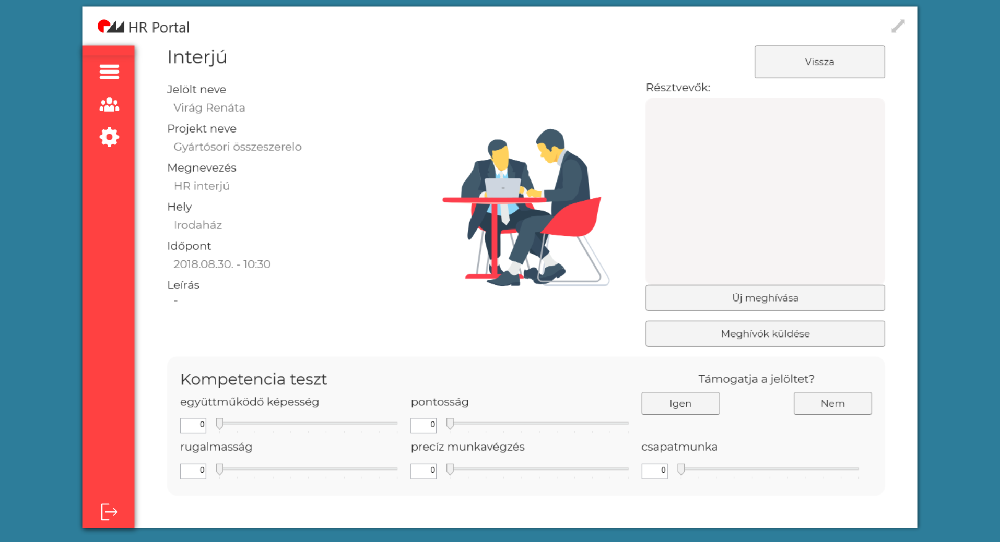 HR Portal
Interjú
Vissza
Jelölt neve
Virág Renáta
Projekt neve
Gyártósori összeszerelo
Megnevezés
HR interjú
Hely
Irodaház
Időpont
2018.08.30. - 10:30
Leírás
-
Résztvevők:
Új meghívása
Meghívók küldése
Kompetencia teszt
Támogatja a jelöltet?
Igen
Nem
együttműködő képesség
0
pontosság
0
rugalmasság
0
precíz munkavégzés
0
csapatmunka
0